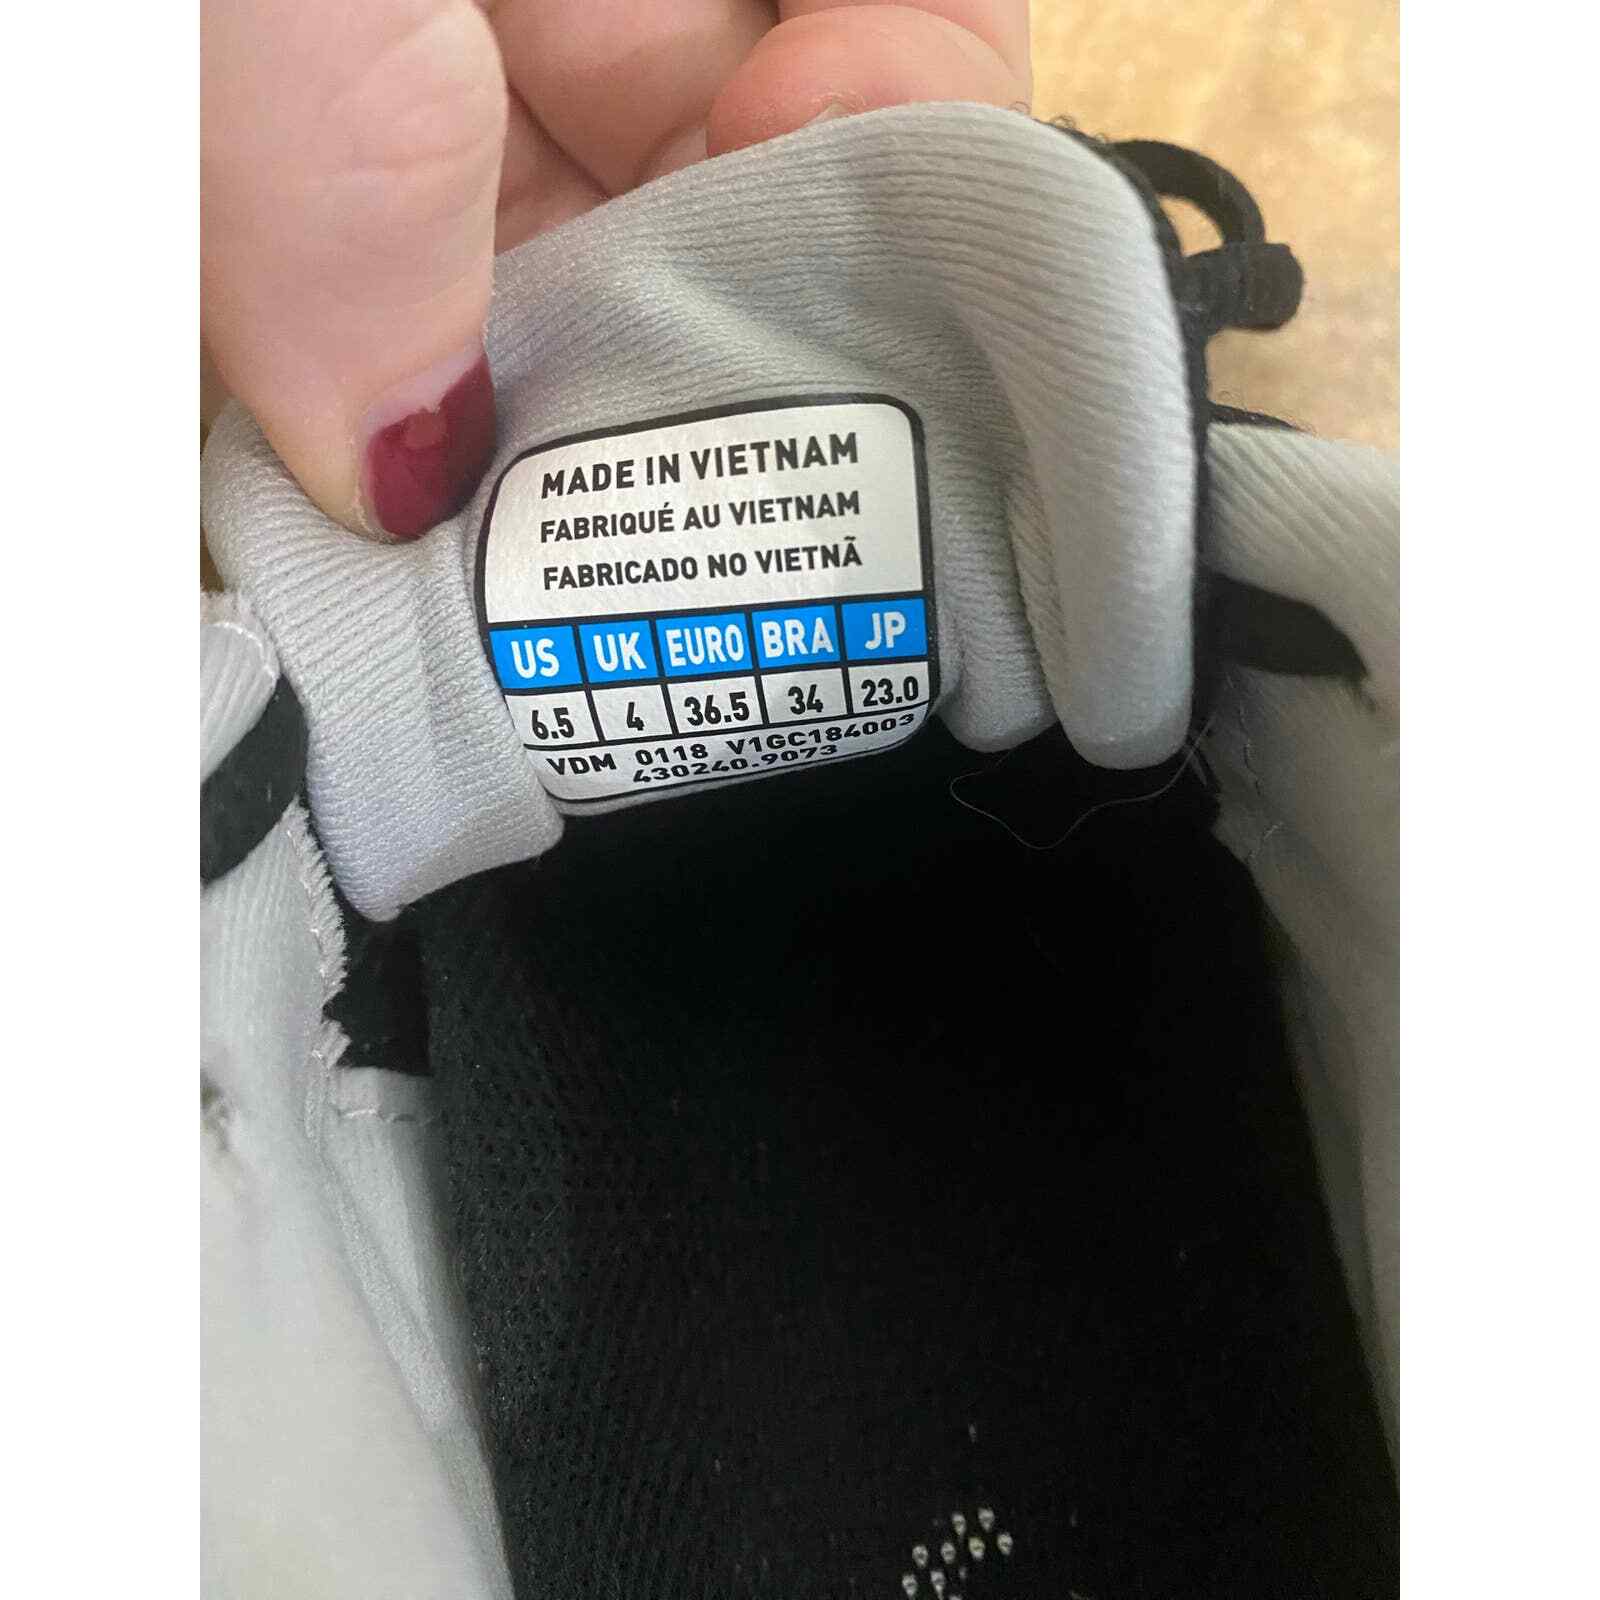 MADE IN VIETNAM
FABRIQUÉ AU VIETNAM
FABRICADO NO VIETNÃ
US UK EURO BRA JP
6.5 4 36.5 34 23.0
VDM 0118 V1GC184003
430240.9073